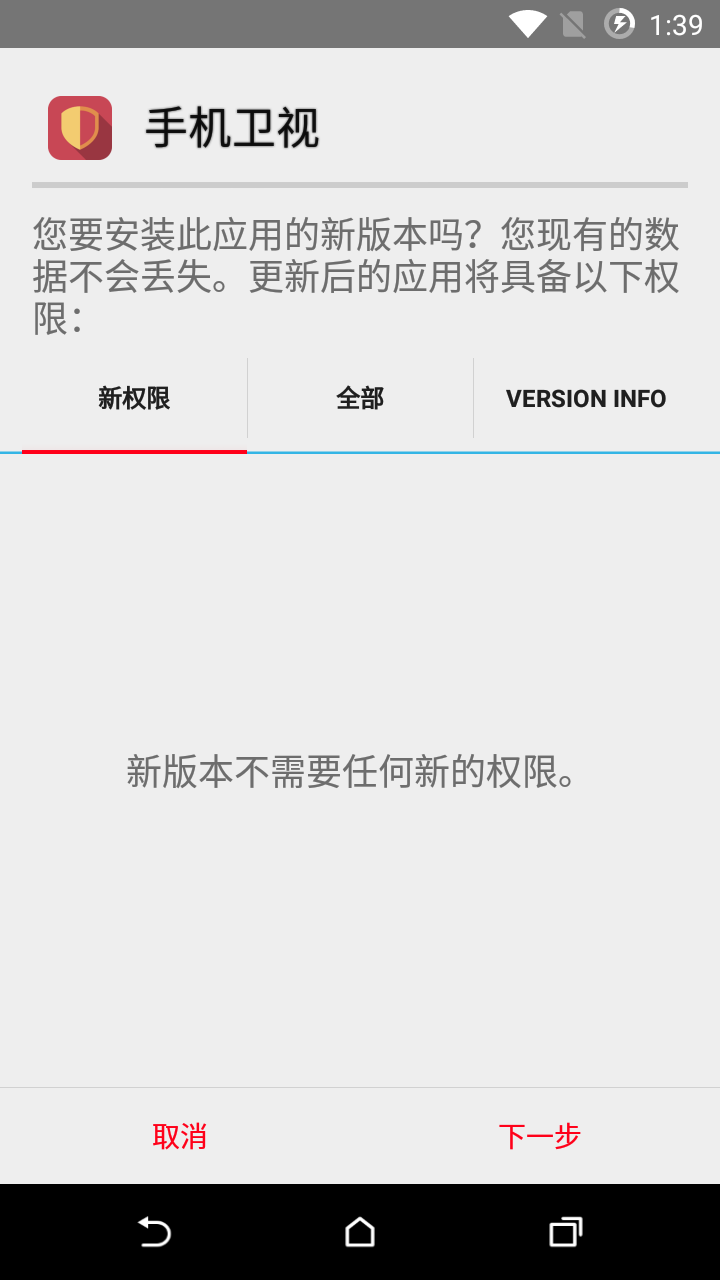 1:39
手机卫视
您要安装此应用的新版本吗？您现有的数
据不会丢失。更新后的应用将具备以下权
限：
新权限
全部
VERSION INFO
新版本不需要任何新的权限。
取消
下一步